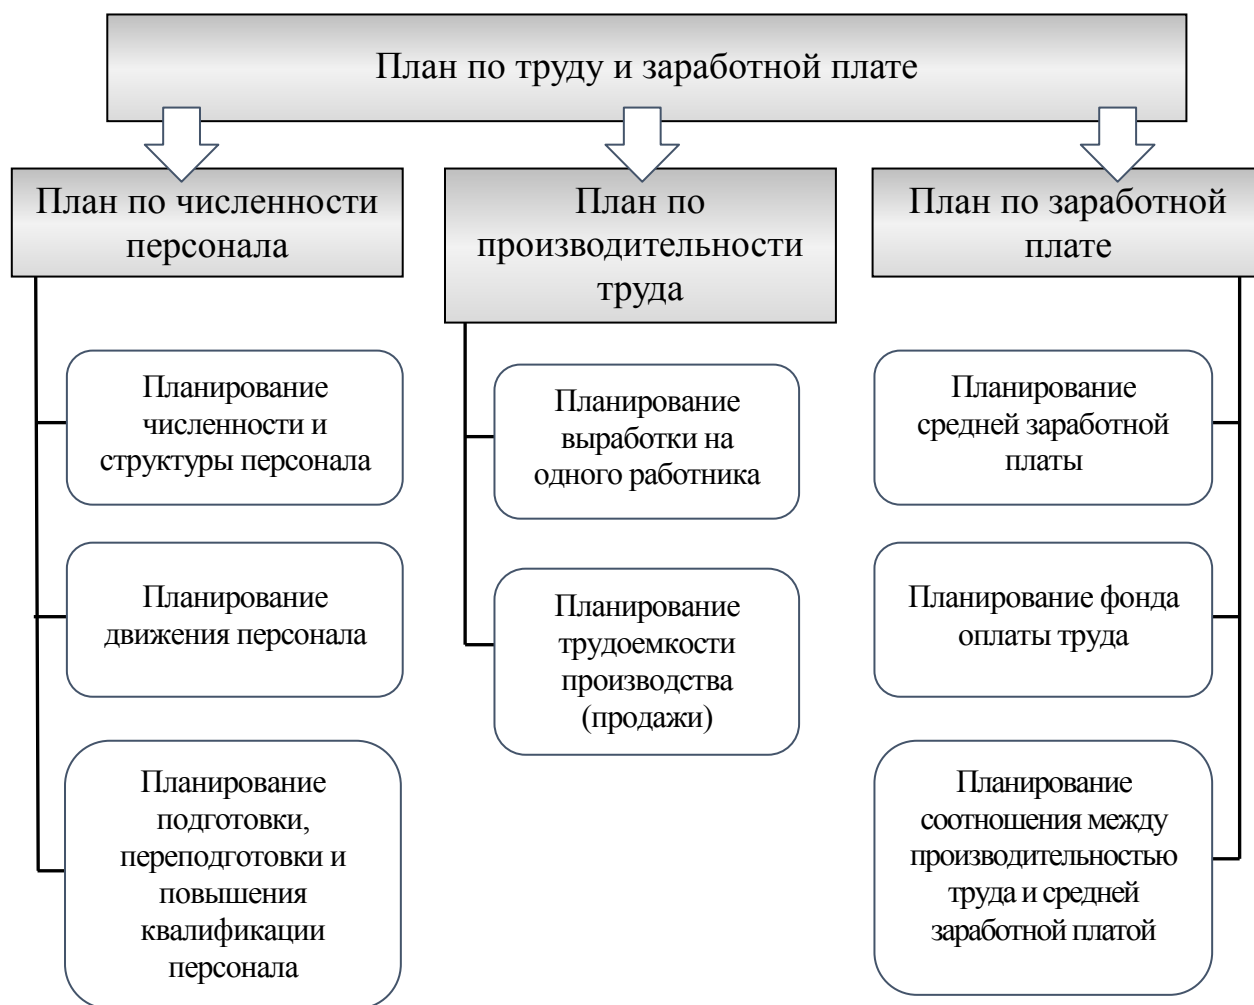 План по труду и заработной плате
План по численности
персонала
Планирование
численности и
структуры персонала
Планирование
движения персонала
Планирование
подготовки,
переподготовки и
повышения
квалификации
персонала
План по
производительности
труда
Планирование
выработки на
одного работника
Планирование
трудоемкости
производства
(продажи)
План по заработной
плате
Планирование
средней заработной
платы
Планирование фонда
оплаты труда
Планирование
соотношения между
производительностью
труда и средней
заработной платой